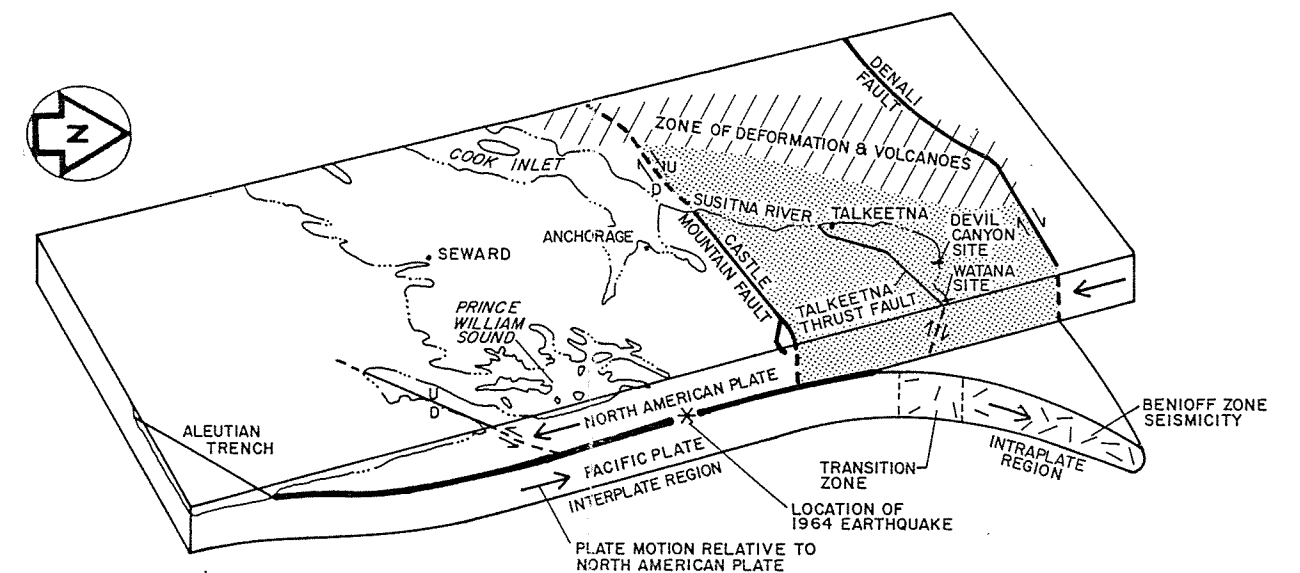 DENALI
FAULT
N
ZONE OF DEFORMATION & VOLCANOES
COOK INLET
U
D
SUSITNA RIVER
TALKEETNA
DEVIL
CANYON
SITE
ANCHORAGE
SEWARD
CASTLE
MOUNTAIN FAULT
WATANA
SITE
TALKEETNA
THRUST FAULT
PRINCE
WILLIAM
SOUND
U
D
NORTH AMERICAN PLATE
ALEUTIAN
TRENCH
PACIFIC PLATE
INTERPLATE REGION
TRANSITION
ZONE
INTRAPLATE
REGION
BENIOFF ZONE
SEISMICITY
LOCATION OF
1964 EARTHQUAKE
PLATE MOTION RELATIVE TO
NORTH AMERICAN PLATE